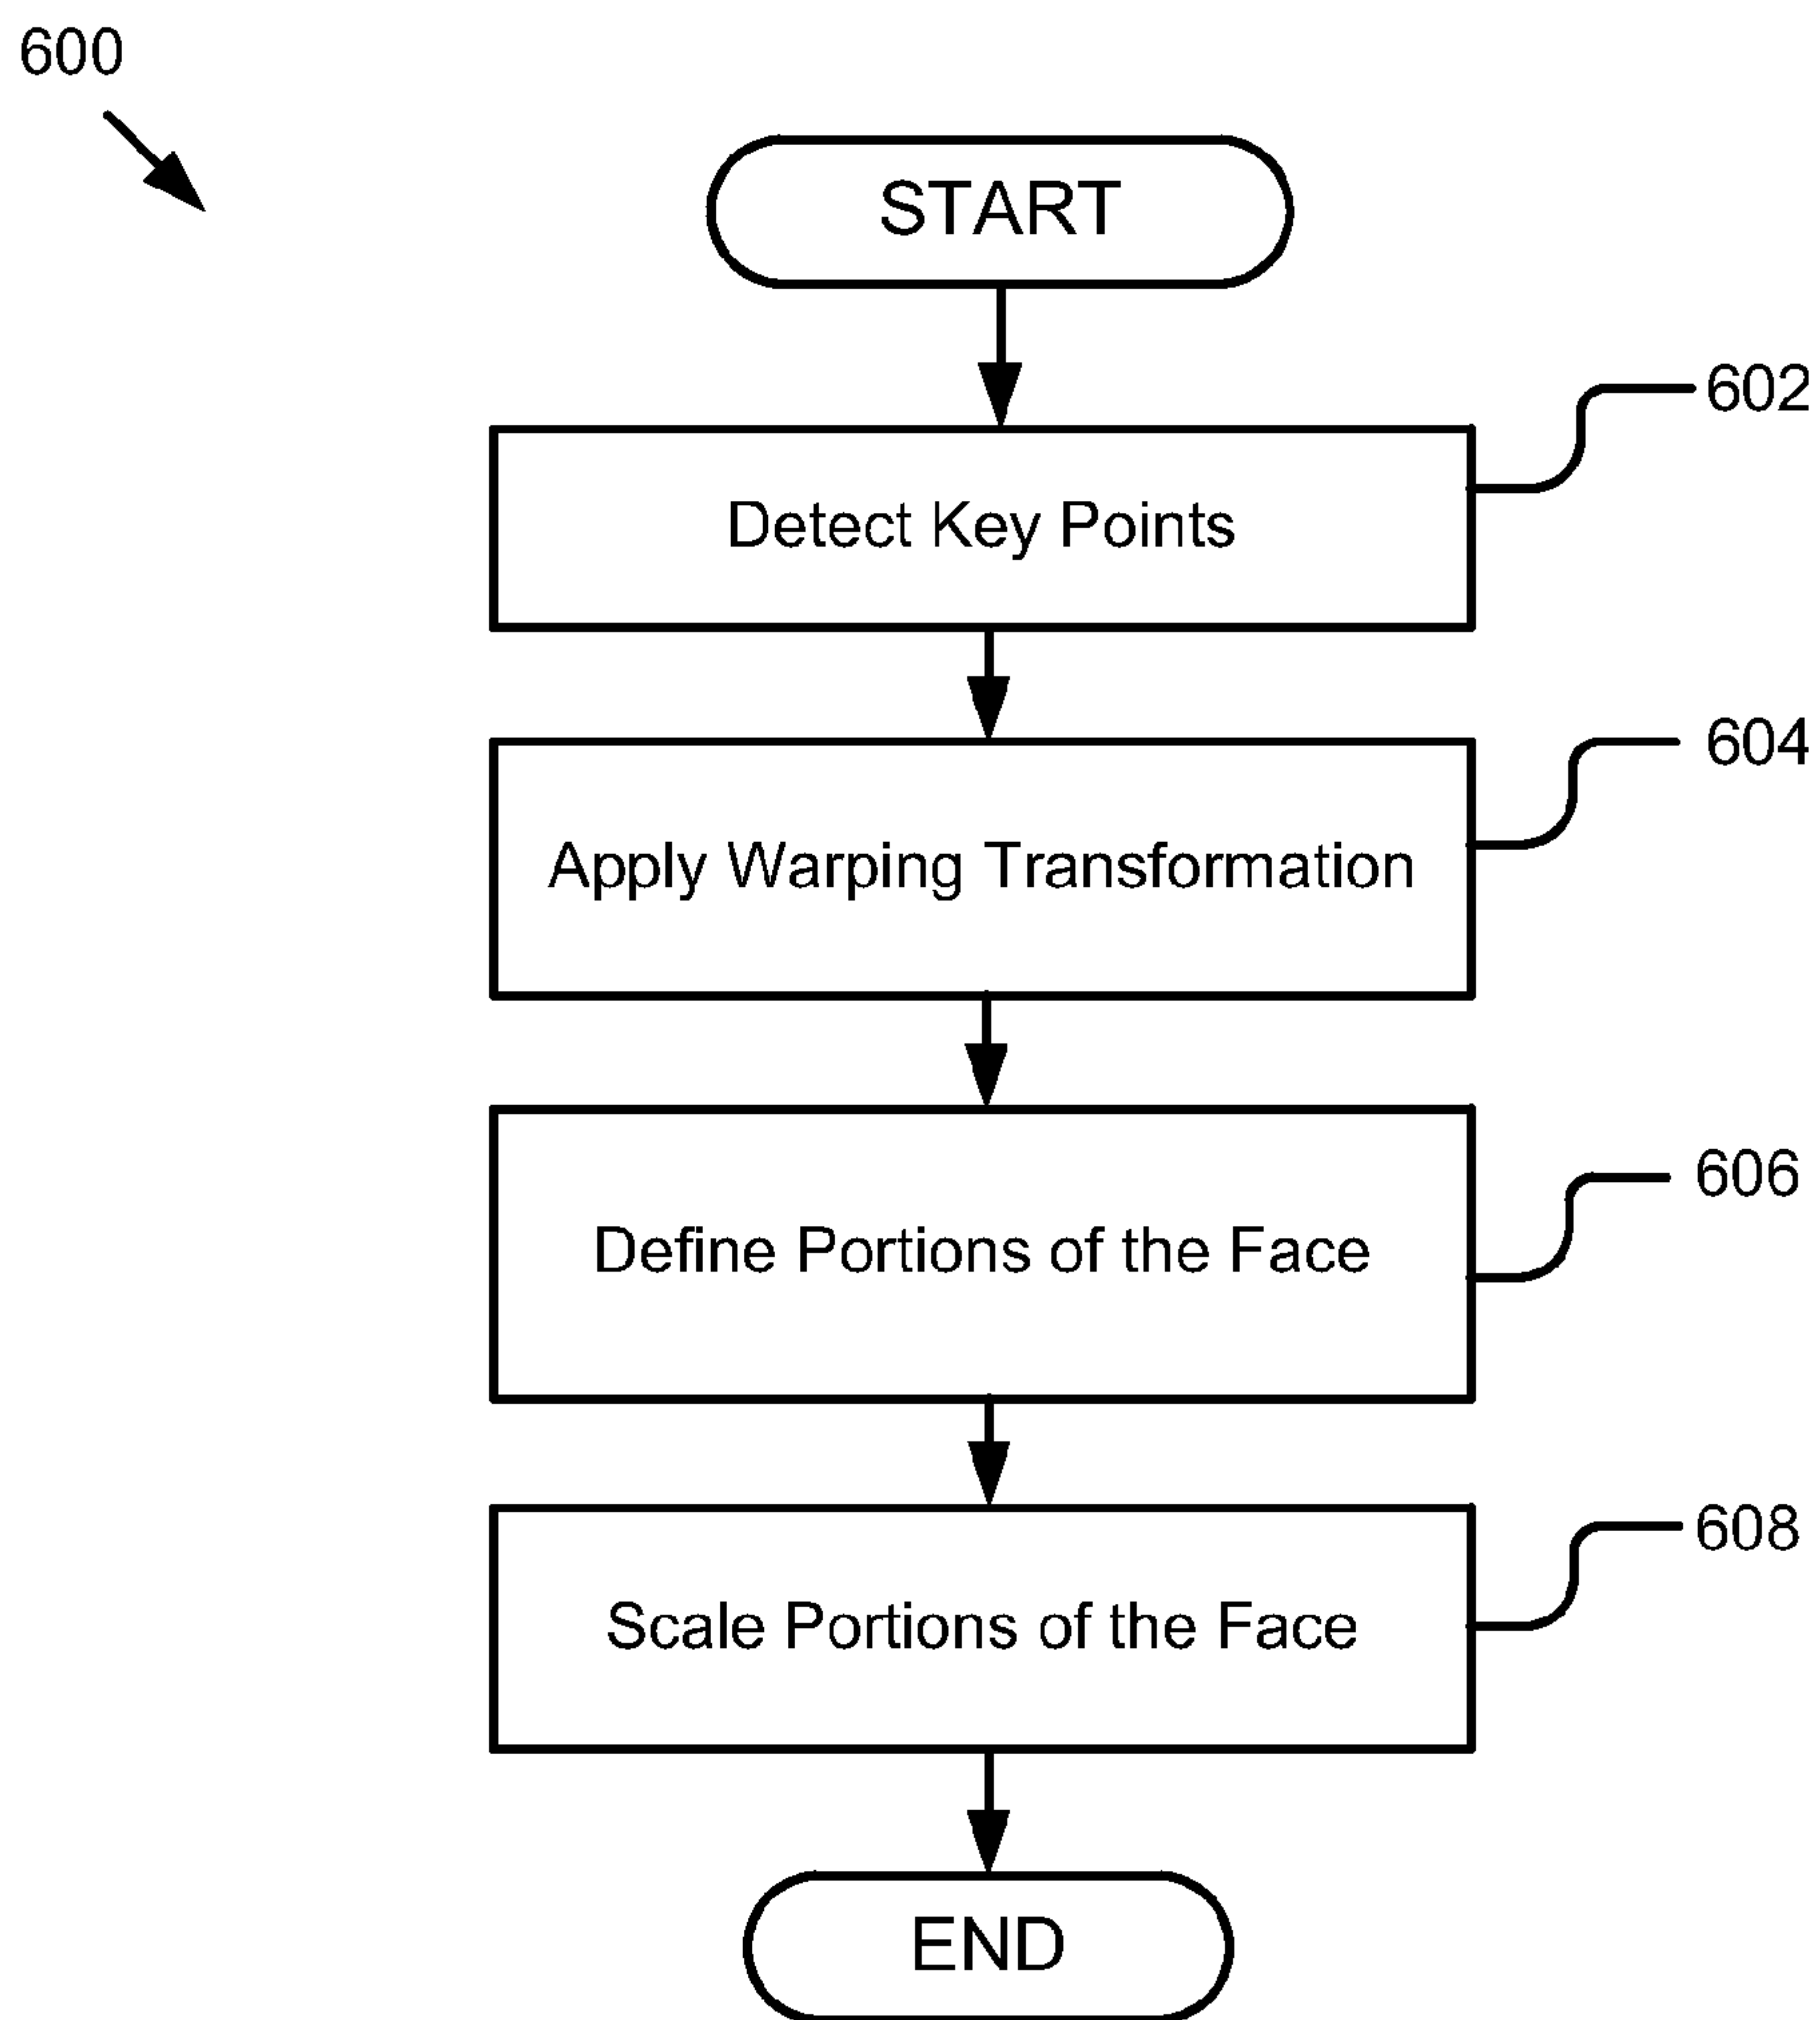 600
START
602
Detect Key Points
604
Apply Warping Transformation
606
Define Portions of the Face
608
Scale Portions of the Face
END